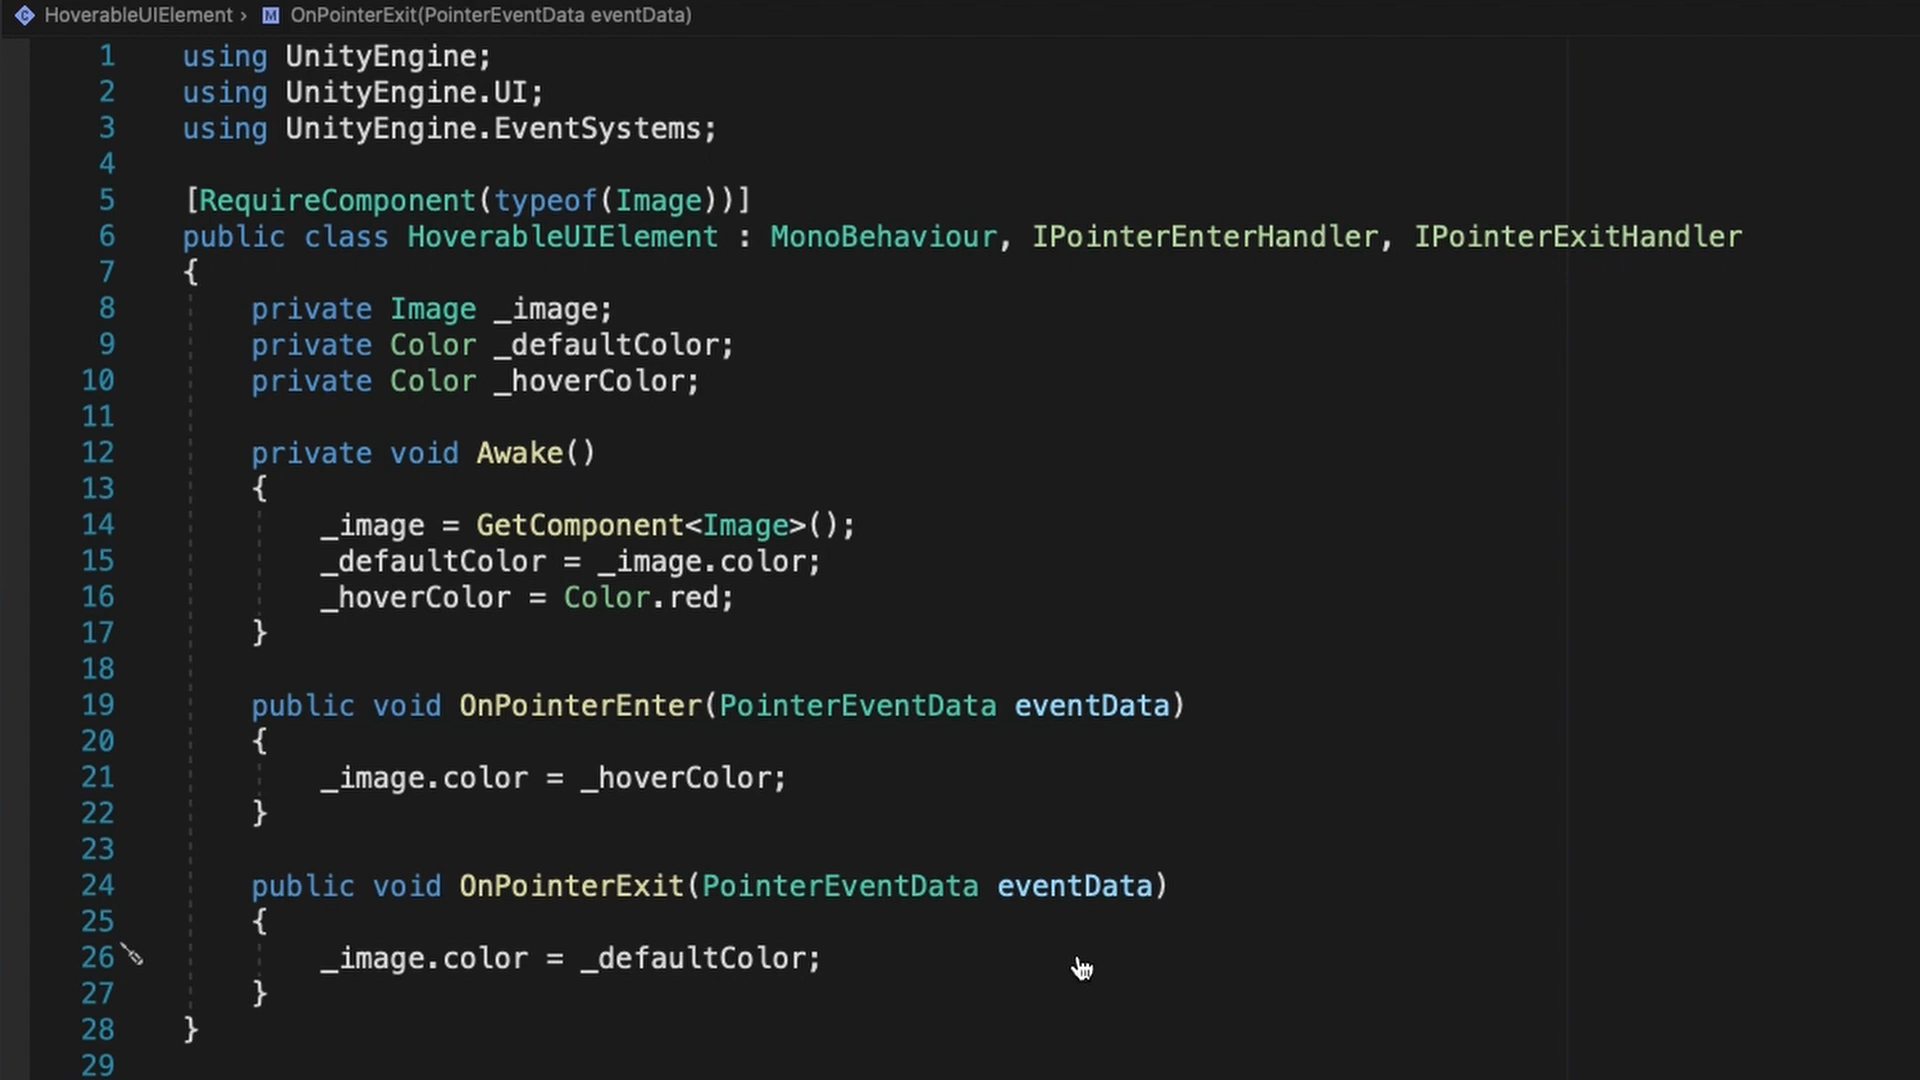 HoverableUIElement › M OnPointerExit(PointerEventData eventData)
1 using UnityEngine;
2 using UnityEngine.UI;
3 using UnityEngine.EventSystems;
4
5 [RequireComponent(typeof(Image))]
6 public class HoverableUIElement : MonoBehaviour, IPointerEnterHandler, IPointerExitHandler
7 {
8     private Image _image;
9     private Color _defaultColor;
10     private Color _hoverColor;
11
12     private void Awake()
13     {
14         _image = GetComponent<Image>();
15         _defaultColor = _image.color;
16         _hoverColor = Color.red;
17     }
18
19     public void OnPointerEnter(PointerEventData eventData)
20     {
21         _image.color = _hoverColor;
22     }
23
24     public void OnPointerExit(PointerEventData eventData)
25     {
26         _image.color = _defaultColor;
27     }
28 }
29